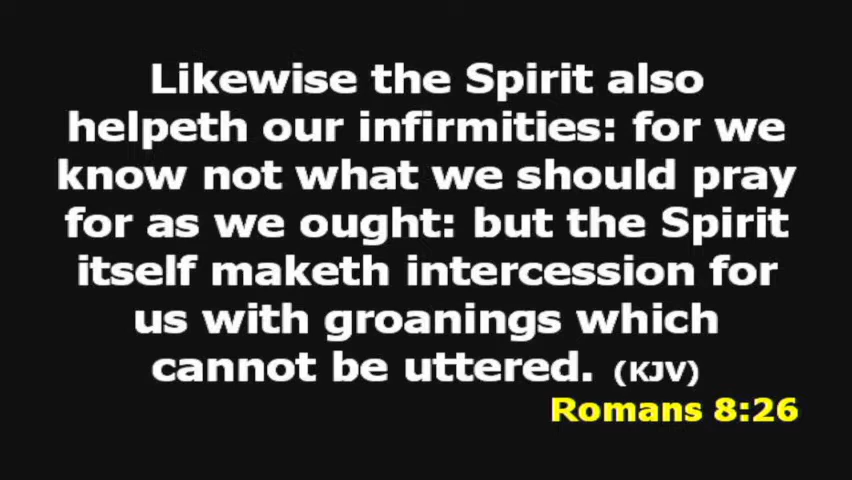 Likewise the Spirit also
helpeth our infirmities: for we
know not what we should pray
for as we ought: but the Spirit
itself maketh intercession for
us with groanings which
cannot be uttered. (KJV)
Romans 8:26